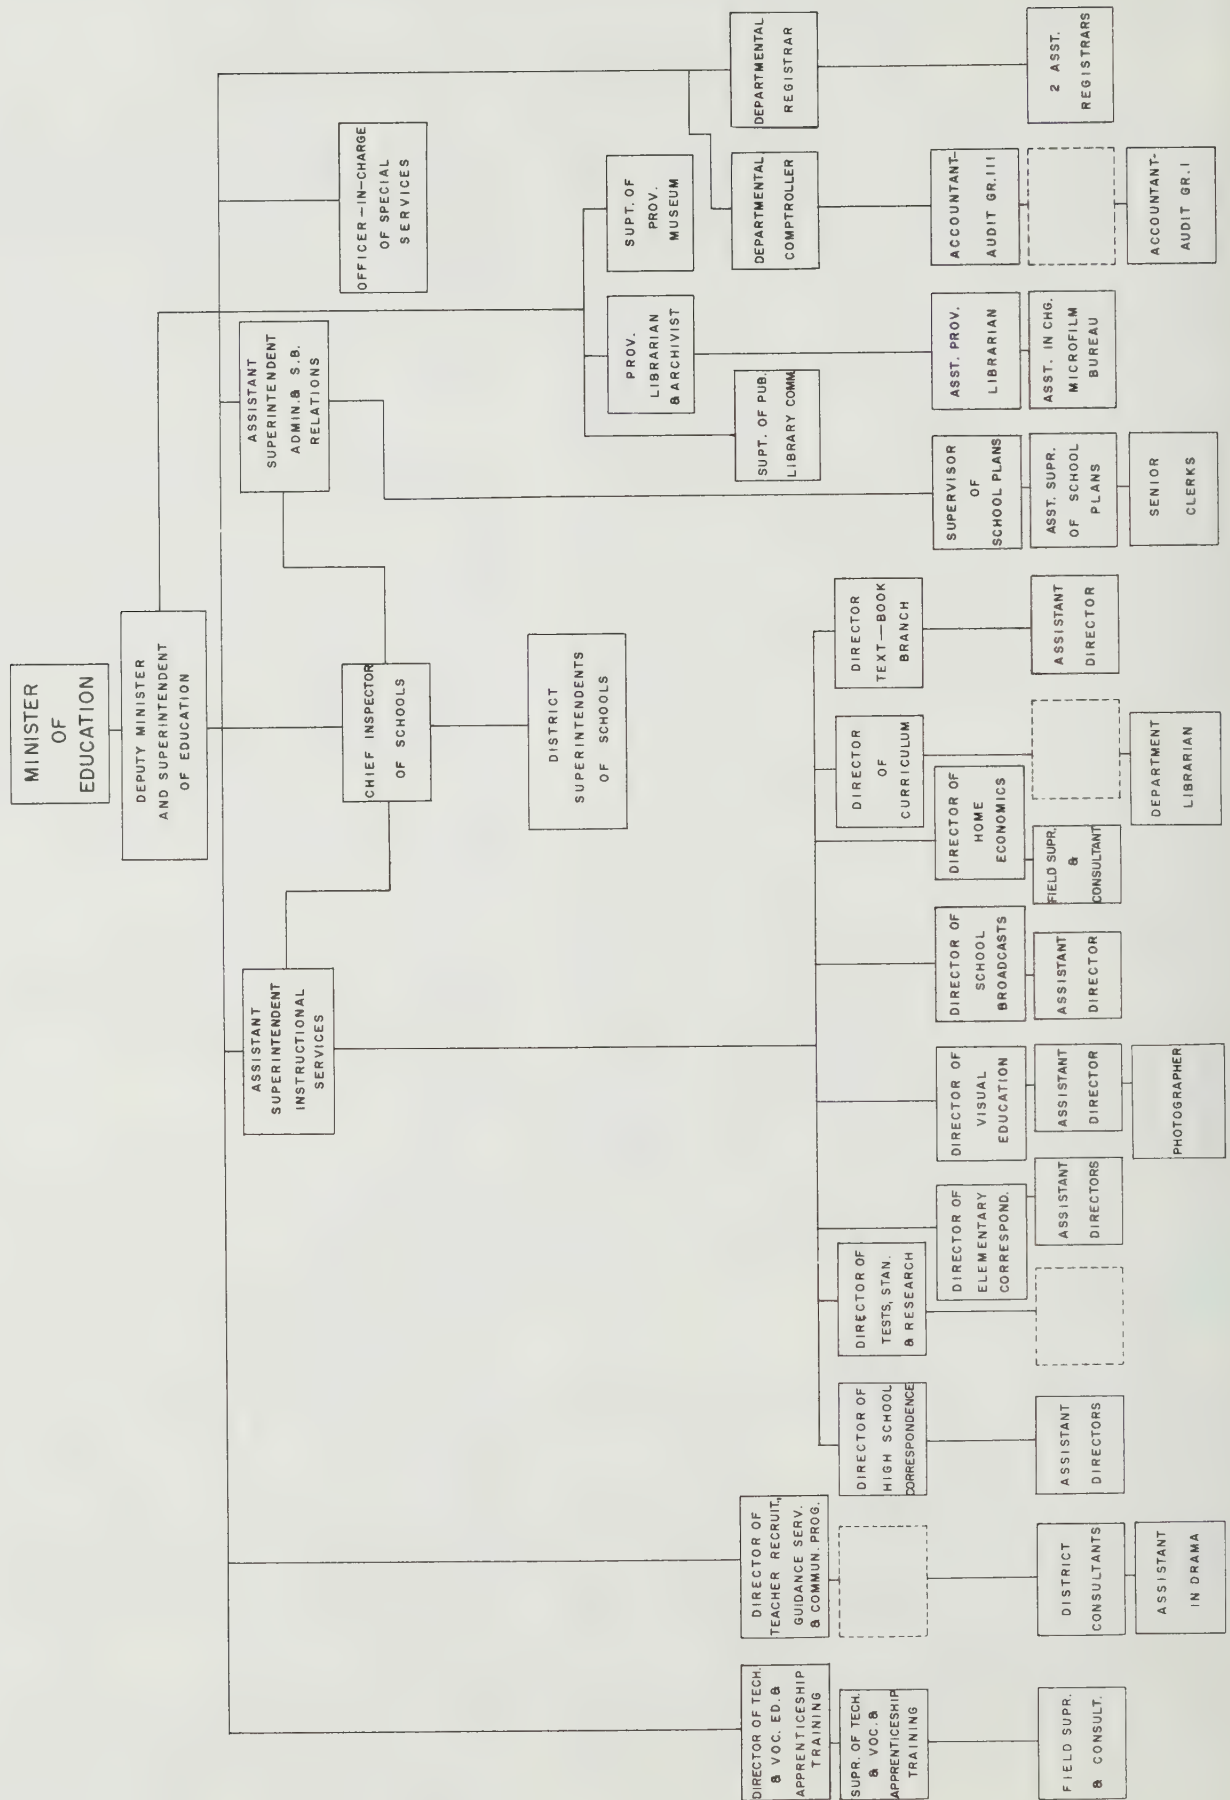 MINISTER
OF
EDUCATION
DEPUTY MINISTER
AND SUPERINTENDENT
OF EDUCATION
ASSISTANT
SUPERINTENDENT
INSTRUCTIONAL
SERVICES
ASSISTANT
SUPERINTENDENT
ADMIN.& S.B.
RELATIONS
CHIEF INSPECTOR
OF SCHOOLS
OFFICER-IN-CHARGE
OF SPECIAL
SERVICES
DISTRICT
SUPERINTENDENTS
OF SCHOOLS
PROV.
LIBRARIAN
& ARCHIVIST
SUPT. OF
PROV.
MUSEUM
DIRECTOR OF TECH.
& VOC. ED. &
APPRENTICESHIP
TRAINING
DIRECTOR OF
TEACHER RECRUIT,
GUIDANCE SERV.
& COMMUN. PROG.
SUPT. OF PUB.
LIBRARY COMM.
DEPARTMENTAL
COMPTROLLER
DEPARTMENTAL
REGISTRAR
SUPR. OF TECH.
& VOC. &
APPRENTICESHIP
TRAINING
DIRECTOR OF
HIGH SCHOOL
CORRESPONDENCE
DIRECTOR OF
TESTS, STAN.
& RESEARCH
DIRECTOR
OF
CURRICULUM
DIRECTOR
TEXT-BOOK
BRANCH
DIRECTOR OF
ELEMENTARY
CORRESPOND.
DIRECTOR OF
VISUAL
EDUCATION
DIRECTOR OF
SCHOOL
BROADCASTS
DIRECTOR OF
HOME
ECONOMICS
SUPERVISOR
OF
SCHOOL PLANS
ASST. PROV.
LIBRARIAN
ACCOUNTANT-
AUDIT GR.III
FIELD SUPR.
& CONSULT.
DISTRICT
CONSULTANTS
ASSISTANT
DIRECTORS
ASSISTANT
DIRECTORS
ASSISTANT
DIRECTOR
ASSISTANT
DIRECTOR
FIELD SUPR.
&
CONSULTANT
ASSISTANT
DIRECTOR
ASST. SUPR.
OF SCHOOL
PLANS
ASST. IN CHG.
MICROFILM
BUREAU
2 ASST.
REGISTRARS
ASSISTANT
IN DRAMA
PHOTOGRAPHER
DEPARTMENT
LIBRARIAN
SENIOR
CLERKS
ACCOUNTANT-
AUDIT GR.I